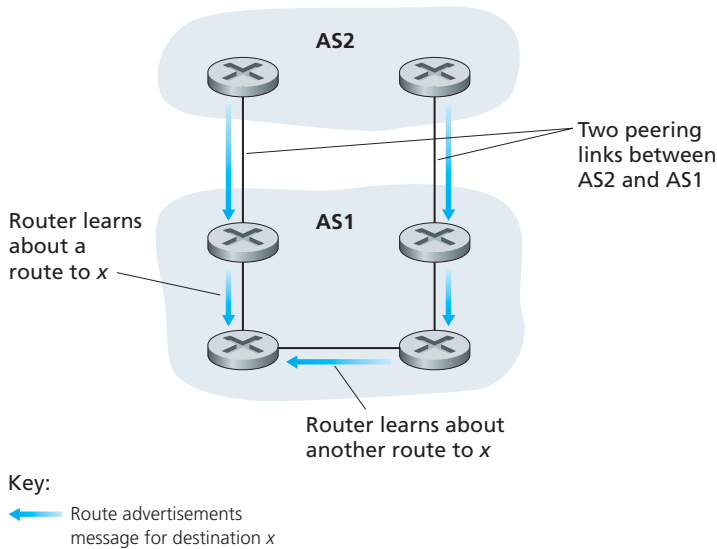 AS2
Two peering
links between
AS2 and AS1
Router learns
about a
route to x
AS1
Router learns about
another route to x
Key:
Route advertisements
message for destination x